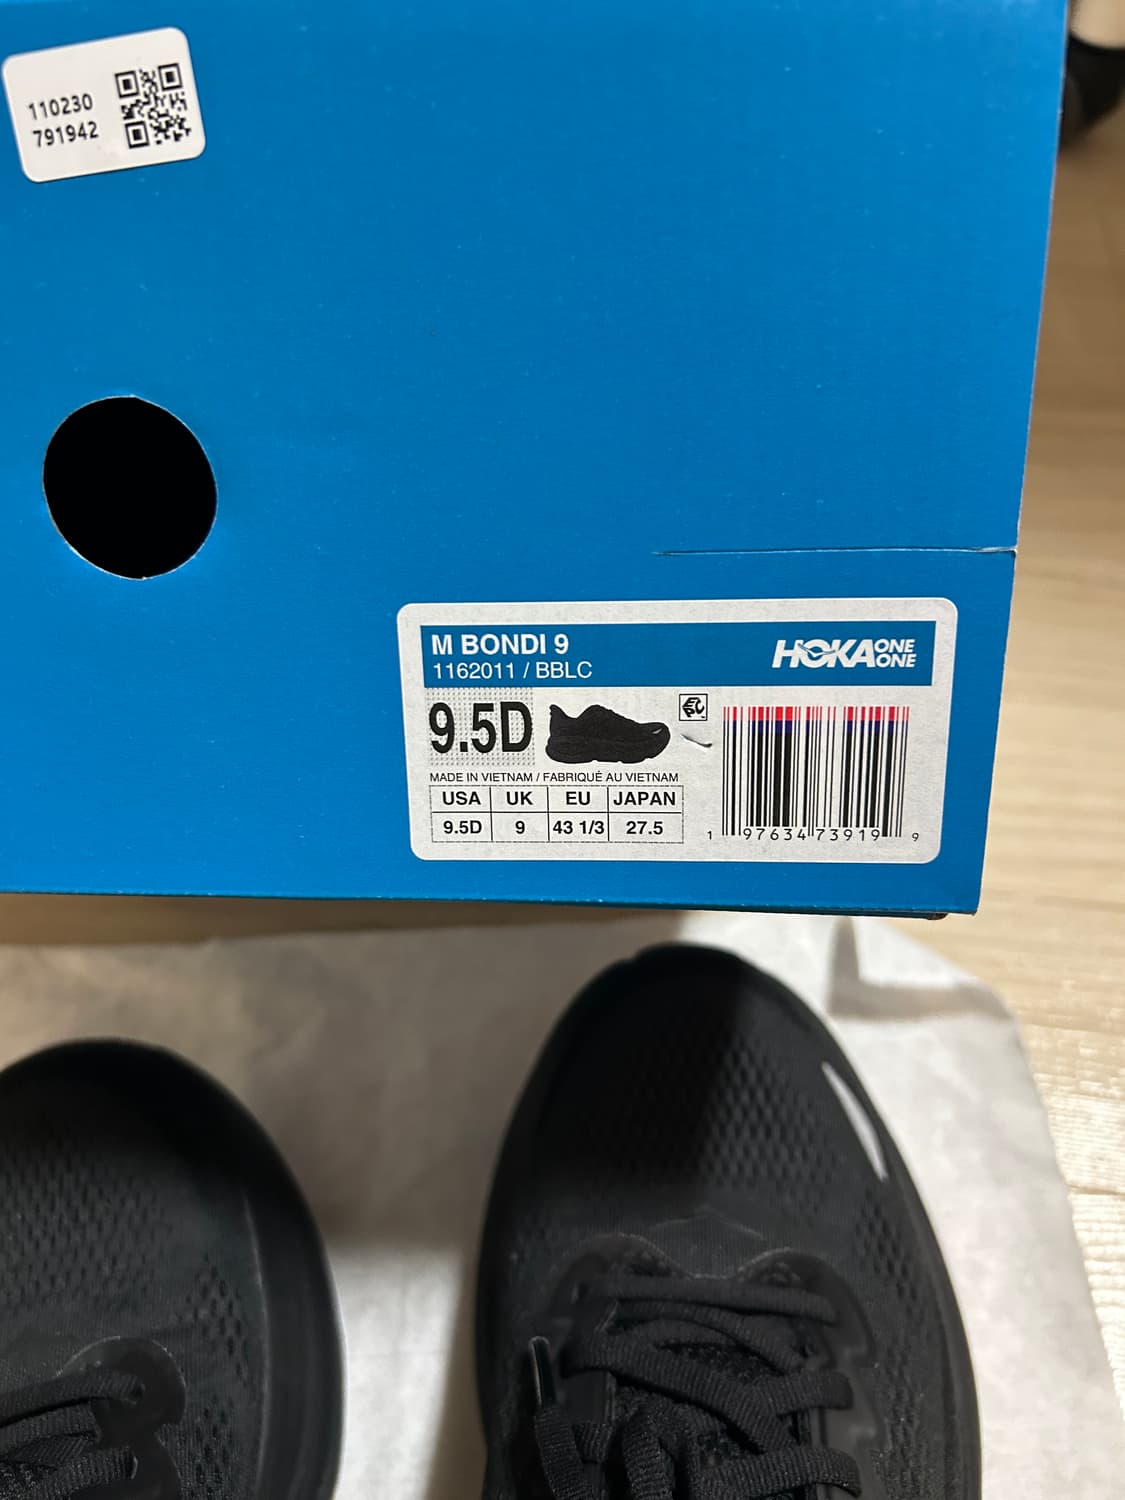 110230
791942
M BONDI 9
1162011 / BBLC
HOKA ONE ONE
9.5D
MADE IN VIETNAM / FABRIQUÉ AU VIETNAM
USA UK EU JAPAN
9.5D 9 43 1/3 27.5
1 97634 73919 9